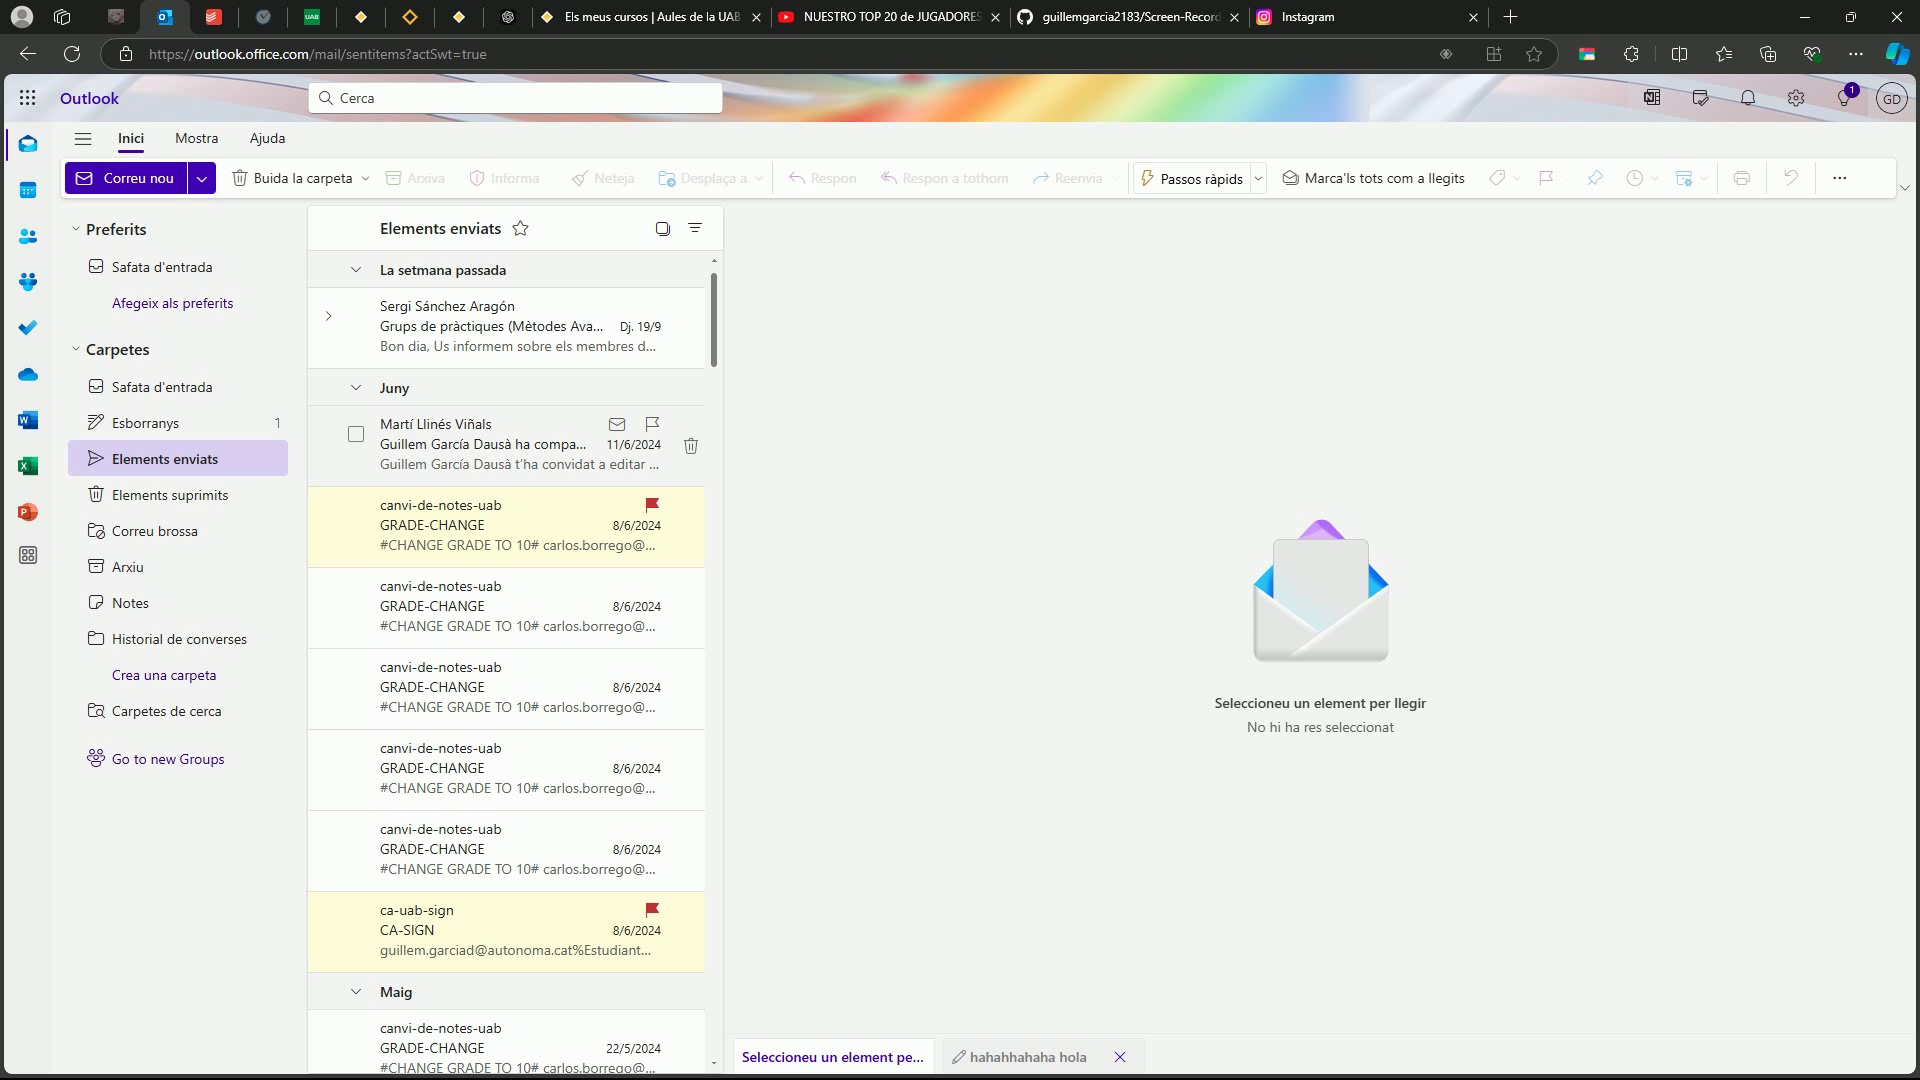 Els meus cursos | Aules de la UAB
NUESTRO TOP 20 de JUGADORES
guillemgarcia2183/Screen-Record
Instagram
https://outlook.office.com/mail/sentitems?actSwt=true
Outlook
Cerca
1
GD
Inici
Mostra
Ajuda
Correu nou
Buida la carpeta
Arxiva
Informa
Neteja
Desplaça a
Respon
Respon a tothom
Reenvia
Passos ràpids
Marca'ls tots com a llegits
Preferits
Safata d'entrada
Afegeix als preferits
Carpetes
Safata d'entrada
Esborranys 1
Elements enviats
Elements suprimits
Correu brossa
Arxiu
Notes
Historial de converses
Crea una carpeta
Carpetes de cerca
Go to new Groups
Elements enviats
La setmana passada
Sergi Sánchez Aragón
Grups de pràctiques (Mètodes Ava... Dj. 19/9
Bon dia, Us informem sobre els membres d...
Juny
Martí Llinés Viñals
Guillem García Dausà ha compa... 11/6/2024
Guillem García Dausà t'ha convidat a editar ...
canvi-de-notes-uab
GRADE-CHANGE 8/6/2024
#CHANGE GRADE TO 10# carlos.borrego@...
canvi-de-notes-uab
GRADE-CHANGE 8/6/2024
#CHANGE GRADE TO 10# carlos.borrego@...
canvi-de-notes-uab
GRADE-CHANGE 8/6/2024
#CHANGE GRADE TO 10# carlos.borrego@...
canvi-de-notes-uab
GRADE-CHANGE 8/6/2024
#CHANGE GRADE TO 10# carlos.borrego@...
canvi-de-notes-uab
GRADE-CHANGE 8/6/2024
#CHANGE GRADE TO 10# carlos.borrego@...
ca-uab-sign
CA-SIGN 8/6/2024
guillem.garciad@autonoma.cat%Estudiant...
Maig
canvi-de-notes-uab
GRADE-CHANGE 22/5/2024
#CHANGE GRADE TO 10# carlos.borrego@...
Seleccioneu un element per llegir
No hi ha res seleccionat
Seleccioneu un element pe...
hahahhahaha hola